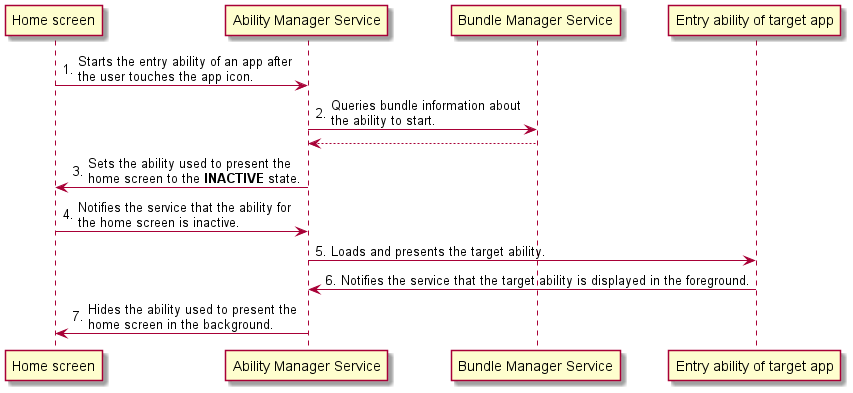 Home screen
Ability Manager Service
Bundle Manager Service
Entry ability of target app
1. Starts the entry ability of an app after
the user touches the app icon.
2. Queries bundle information about
the ability to start.
3. Sets the ability used to present the
home screen to the INACTIVE state.
4. Notifies the service that the ability for
the home screen is inactive.
5. Loads and presents the target ability.
6. Notifies the service that the target ability is displayed in the foreground.
7. Hides the ability used to present the
home screen in the background.
Home screen
Ability Manager Service
Bundle Manager Service
Entry ability of target app